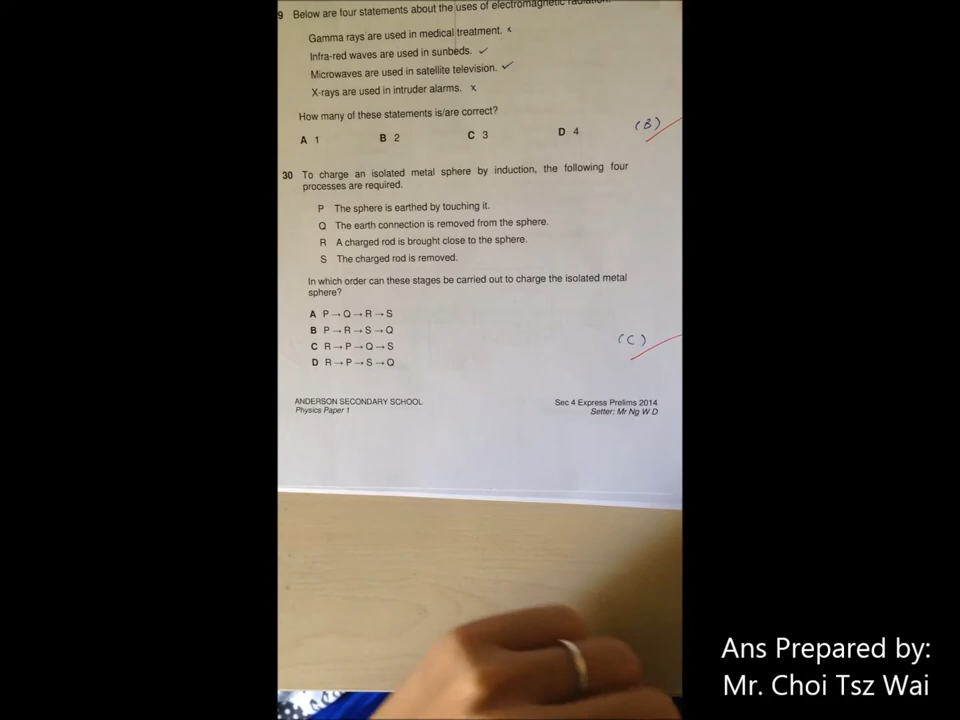 9 Below are four statements about the uses of electromagnetic radiation.
Gamma rays are used in medical treatment. x
Infra-red waves are used in sunbeds. ✓
Microwaves are used in satellite television. ✓
X-rays are used in intruder alarms. x
How many of these statements is/are correct?
A 1 B 2 C 3 D 4 (B)
30 To charge an isolated metal sphere by induction, the following four
processes are required.
P The sphere is earthed by touching it.
Q The earth connection is removed from the sphere.
R A charged rod is brought close to the sphere.
S The charged rod is removed.
In which order can these stages be carried out to charge the isolated metal
sphere?
A P→Q→R→S
B P→R→S→Q
C R→P→Q→S (C)
D R→P→S→Q
ANDERSON SECONDARY SCHOOL Sec 4 Express Prelims 2014
Physics Paper 1 Setter: Mr Ng W D
Ans Prepared by:
Mr. Choi Tsz Wai